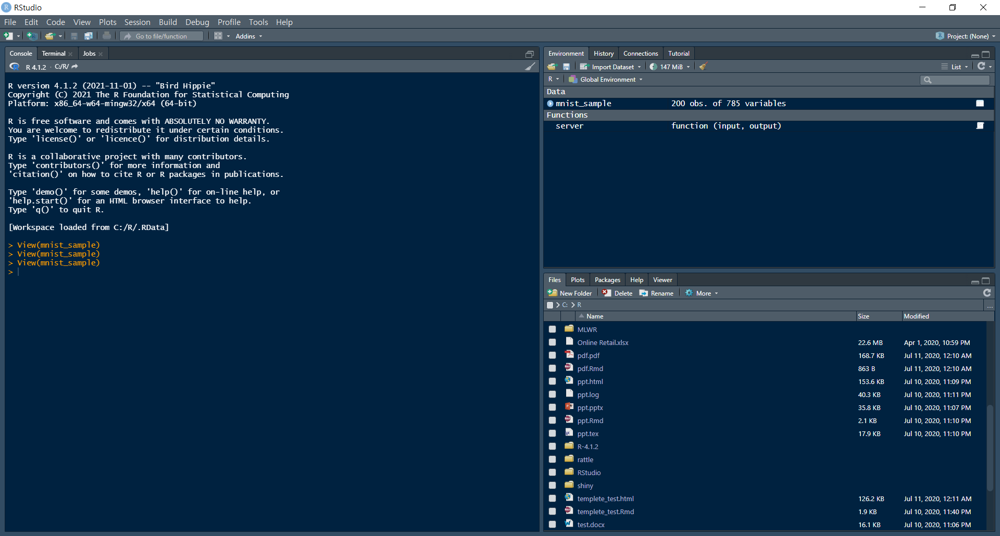 RStudio
File Edit Code View Plots Session Build Debug Profile Tools Help
Go to file/function Addins Project: (None)
Console Terminal Jobs
R 4.1.2 · C:/R/
R version 4.1.2 (2021-11-01) -- "Bird Hippie"
Copyright (C) 2021 The R Foundation for Statistical Computing
Platform: x86_64-w64-mingw32/x64 (64-bit)
R is free software and comes with ABSOLUTELY NO WARRANTY.
You are welcome to redistribute it under certain conditions.
Type 'license()' or 'licence()' for distribution details.
R is a collaborative project with many contributors.
Type 'contributors()' for more information and
'citation()' on how to cite R or R packages in publications.
Type 'demo()' for some demos, 'help()' for on-line help, or
'help.start()' for an HTML browser interface to help.
Type 'q()' to quit R.
[Workspace loaded from C:/R/.RData]
> View(mnist_sample)
> View(mnist_sample)
> View(mnist_sample)
>
Environment History Connections Tutorial
Import Dataset 147 MiB List
R Global Environment
Data
mnist_sample 200 obs. of 785 variables
Functions
server function (input, output)
Files Plots Packages Help Viewer
New Folder Delete Rename More
> C: > R ...
Name Size Modified
MLWR
Online Retail.xlsx 22.6 MB Apr 1, 2020, 10:59 PM
pdf.pdf 168.7 KB Jul 11, 2020, 12:10 AM
pdf.Rmd 863 B Jul 11, 2020, 12:10 AM
ppt.html 153.6 KB Jul 10, 2020, 11:09 PM
ppt.log 40.3 KB Jul 10, 2020, 11:11 PM
ppt.pptx 35.8 KB Jul 10, 2020, 11:07 PM
ppt.Rmd 2.1 KB Jul 10, 2020, 11:10 PM
ppt.tex 17.9 KB Jul 10, 2020, 11:10 PM
R-4.1.2
rattle
RStudio
shiny
templete_test.html 126.2 KB Jul 11, 2020, 12:11 AM
templete_test.Rmd 1.9 KB Jul 10, 2020, 11:40 PM
test.docx 16.1 KB Jul 10, 2020, 11:06 PM